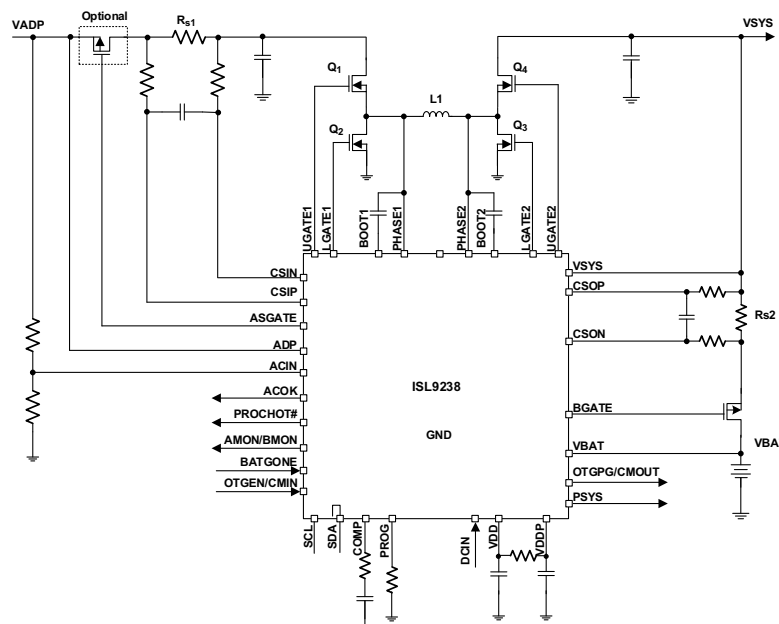 Optional
VADP
Rs1
VSYS
Q1
Q4
L1
Q2
Q3
UGATE1
LGATE1
BOOT1
PHASE1
PHASE2
BOOT2
LGATE2
UGATE2
CSIN
CSIP
ASGATE
ADP
ACIN
ACOK
PROCHOT#
AMON/BMON
BATGONE
OTGEN/CMIN
ISL9238
GND
VSYS
CSOP
Rs2
CSON
BGATE
VBAT
VBA
OTGPG/CMOUT
PSYS
SCL
SDA
COMP
PROG
DCIN
VDD
VDDP